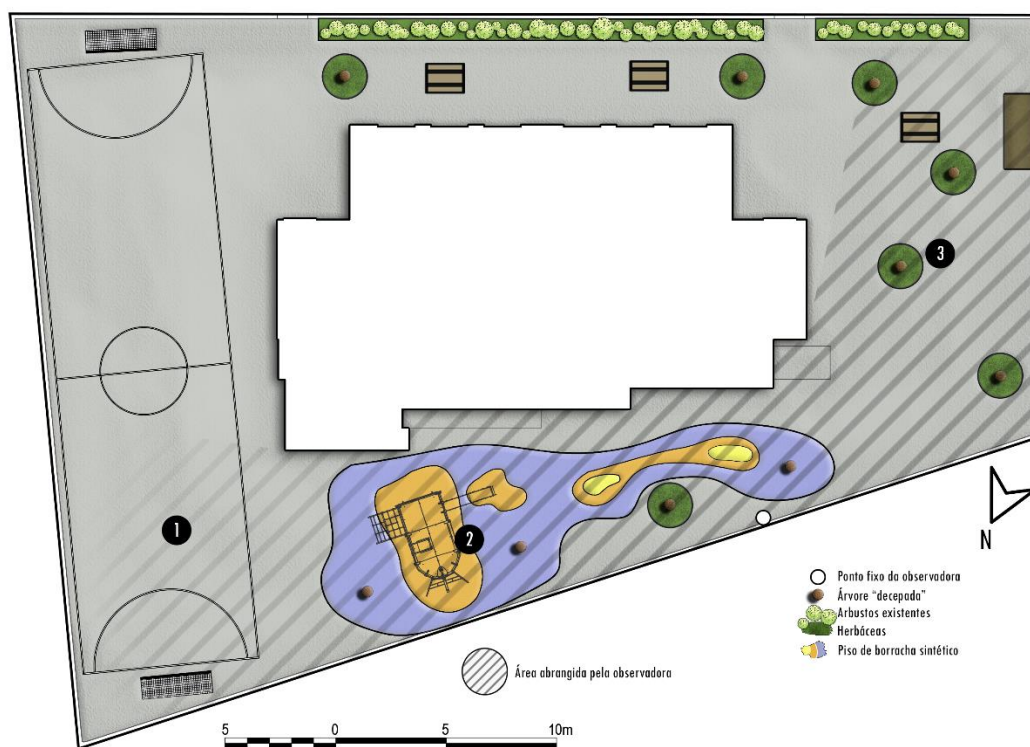 3
1
2
N
Ponto fixo da observadora
Árvore "decepada"
Arbustos existentes
Herbáceas
Piso de borracha sintético
Área abrangida pela observadora
5 0 5 10m